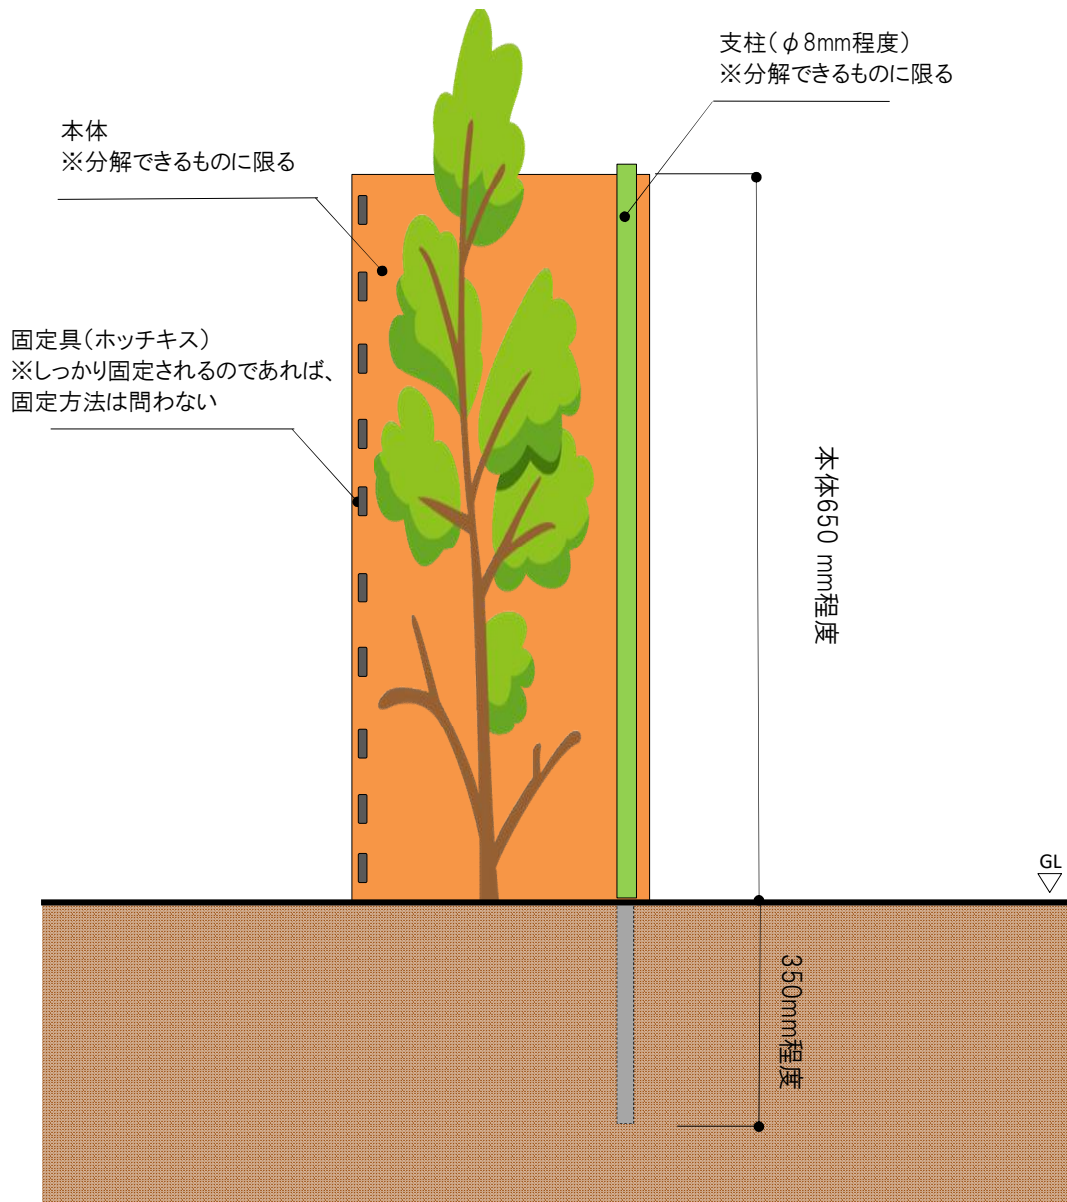 支柱（φ8mm程度）
※分解できるものに限る
本体
※分解できるものに限る
固定具（ホッチキス）
※しっかり固定されるのであれば、
固定方法は問わない
本体650 mm程度
GL
350mm程度